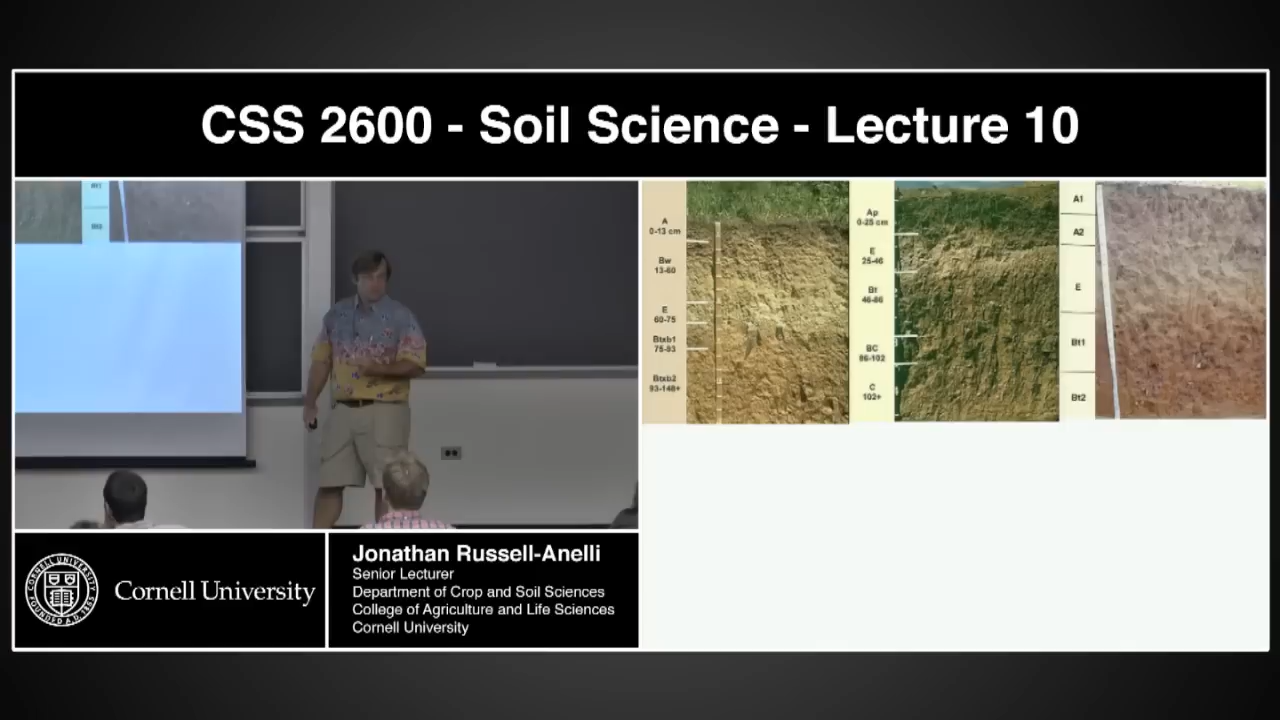 CSS 2600 - Soil Science - Lecture 10
A
0-13 cm
Bw
13-60
E
60-75
Btxb1
75-93
Btxb2
93-148+
Ap
0-25 cm
E
25-46
Bt
46-86
BC
86-102
C
102+
A1
A2
E
Bt1
Bt2
Cornell University
Jonathan Russell-Anelli
Senior Lecturer
Department of Crop and Soil Sciences
College of Agriculture and Life Sciences
Cornell University